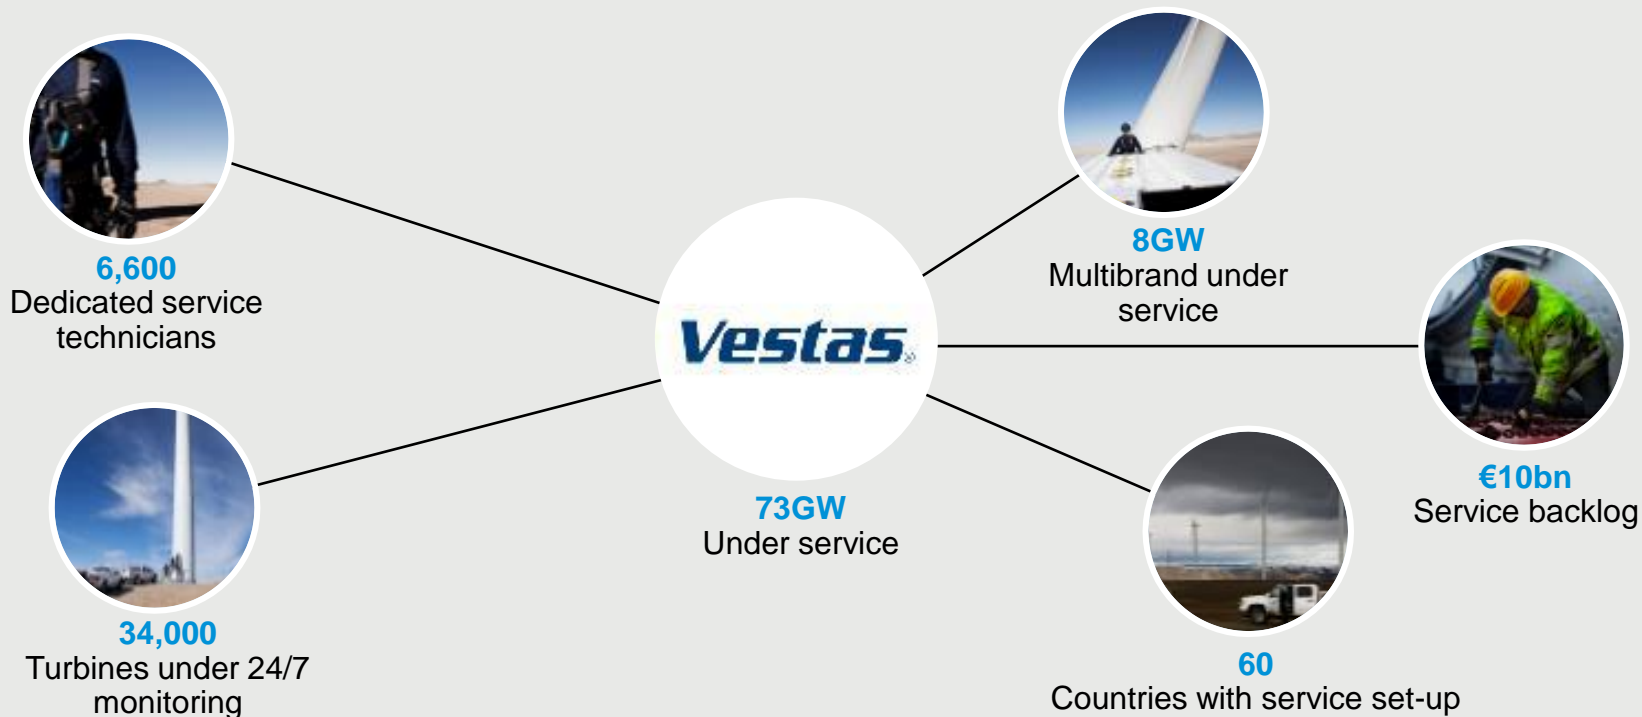 6,600
Dedicated service
technicians
34,000
Turbines under 24/7
monitoring
Vestas®
73GW
Under service
8GW
Multibrand under
service
€10bn
Service backlog
60
Countries with service set-up